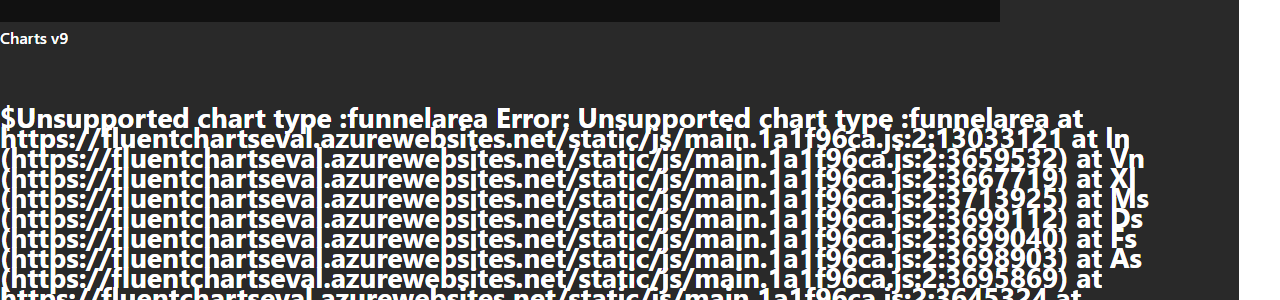 Charts v9
$Unsupported chart type :funnelarea Error: Unsupported chart type :funnelarea at
https://fluentchartseval.azurewebsites.net/static/js/main.1a1f96ca.js:2:13033121 at ln
(https://fluentchartseval.azurewebsites.net/static/js/main.1a1f96ca.js:2:3659532) at Vn
(https://fluentchartseval.azurewebsites.net/static/js/main.1a1f96ca.js:2:3667719) at Xl
(https://fluentchartseval.azurewebsites.net/static/js/main.1a1f96ca.js:2:3713925) at Ms
(https://fluentchartseval.azurewebsites.net/static/js/main.1a1f96ca.js:2:3699112) at Ds
(https://fluentchartseval.azurewebsites.net/static/js/main.1a1f96ca.js:2:3699040) at Fs
(https://fluentchartseval.azurewebsites.net/static/js/main.1a1f96ca.js:2:3698903) at As
(https://fluentchartseval.azurewebsites.net/static/js/main.1a1f96ca.js:2:3695869) at
https://fluentchartseval.azurewebsites.net/static/js/main.1a1f96ca.js:2:3645324 at